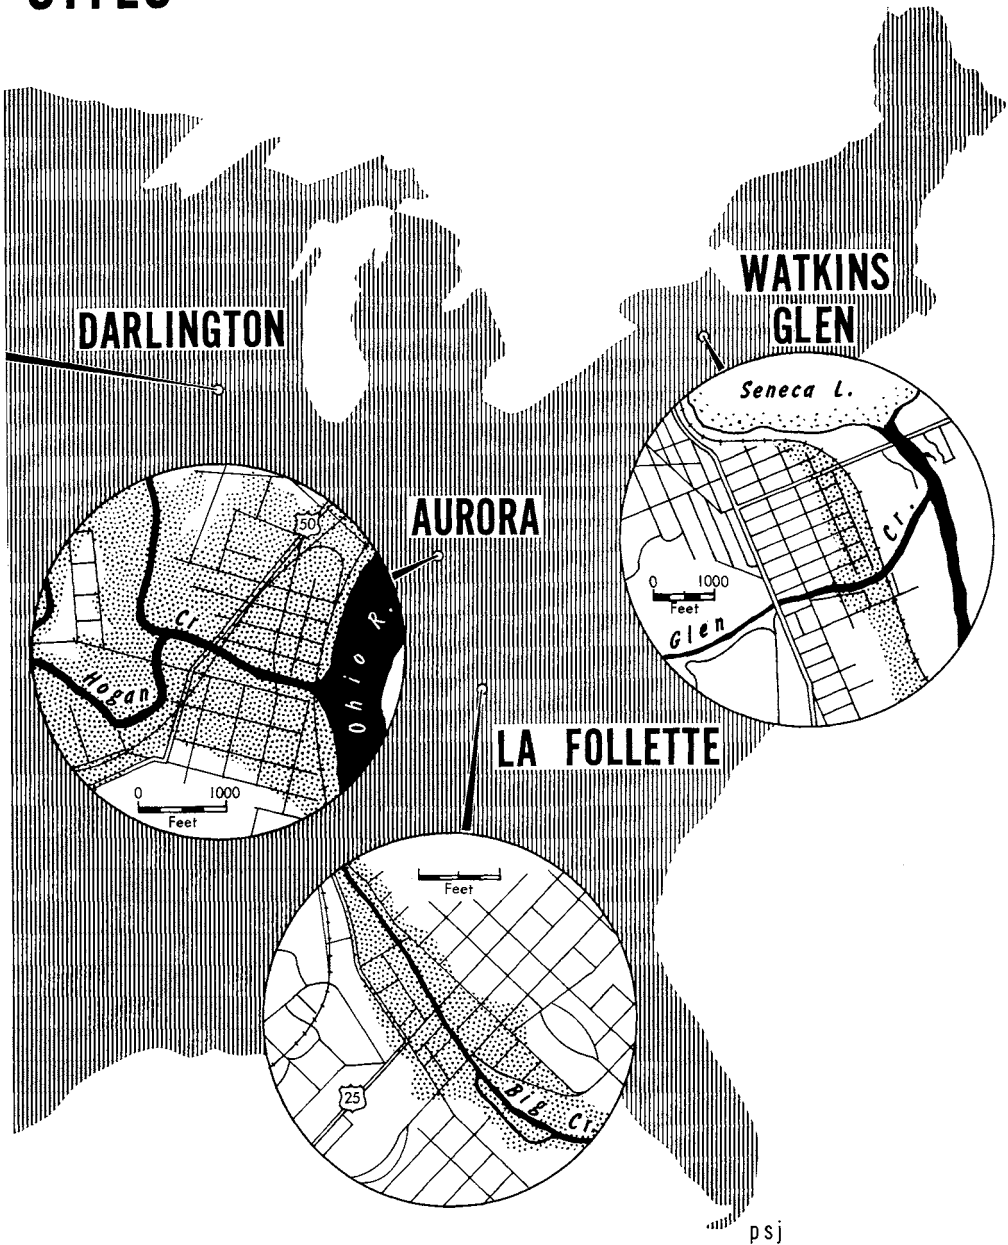 WATKINS
GLEN
DARLINGTON
Seneca L.
AURORA
50
Cr.
0 1000
Feet
Glen
Cr.
Ohio R.
Hogan
LA FOLLETTE
0 1000
Feet
Feet
25
Big Cr.
psj